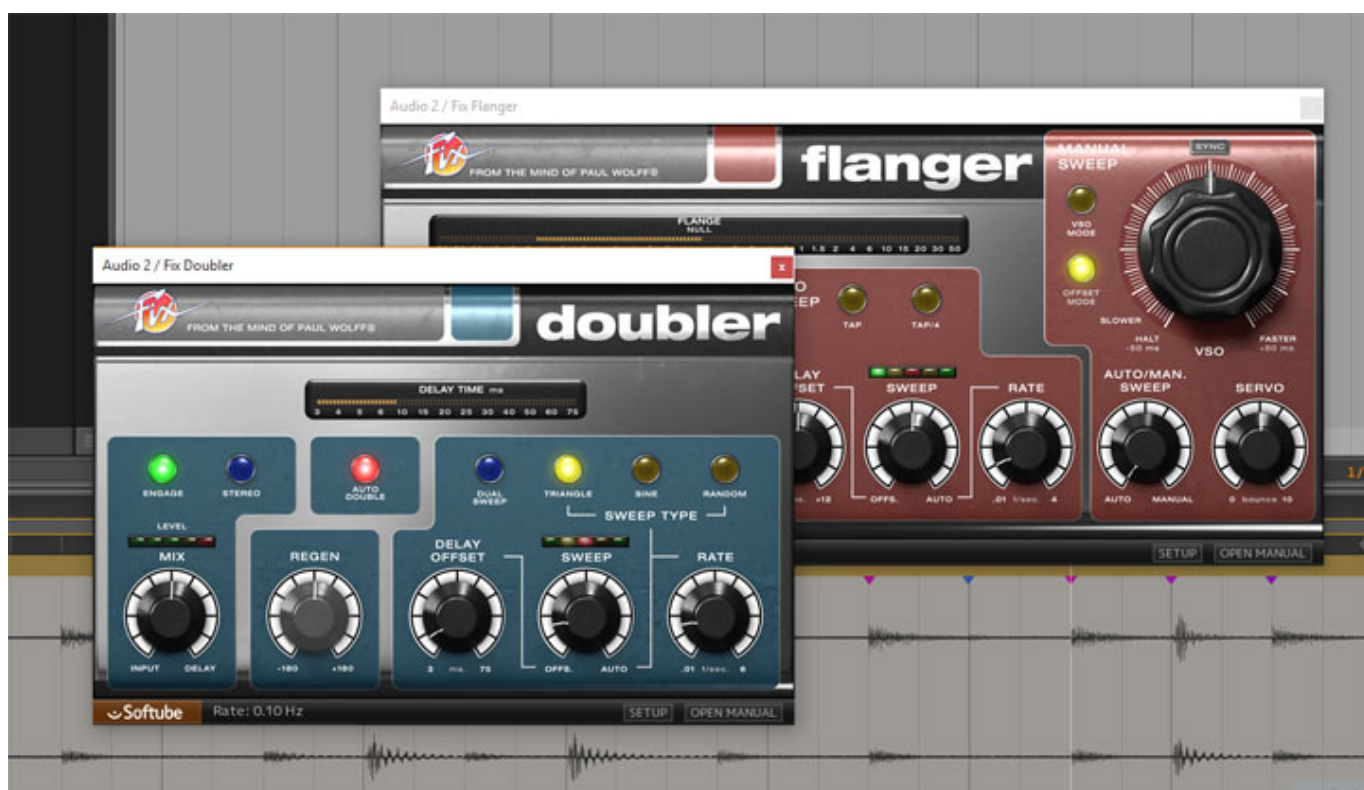 Audio 2 / Fix Flanger
Fix
FROM THE MIND OF PAUL WOLFF®
flanger
MANUAL
SWEEP
SYNC
FLANGE
NULL
1 1.5 2 4 6 10 15 20 30 50
VSO
MODE
OFFSET
MODE
SLOWER
HALT
-50 ms
VSO
FASTER
+50 ms
TAP
TAP/4
SWEEP
RATE
AUTO/MAN.
SWEEP
SERVO
+12
OFFS.
AUTO
.01 1/sec. 4
AUTO
MANUAL
0 bounce 10
SETUP
OPEN MANUAL
Audio 2 / Fix Doubler
x
Fix
FROM THE MIND OF PAUL WOLFF®
doubler
DELAY TIME ms
3 4 5 6 10 15 20 25 30 40 50 60 75
ENGAGE
STEREO
AUTO
DOUBLE
DUAL
SWEEP
TRIANGLE
SINE
RANDOM
SWEEP TYPE
LEVEL
MIX
REGEN
DELAY
OFFSET
SWEEP
RATE
INPUT
DELAY
-180
+180
3 ms. 75
OFFS.
AUTO
.01 1/sec. 6
Softube
Rate: 0.10 Hz
SETUP
OPEN MANUAL